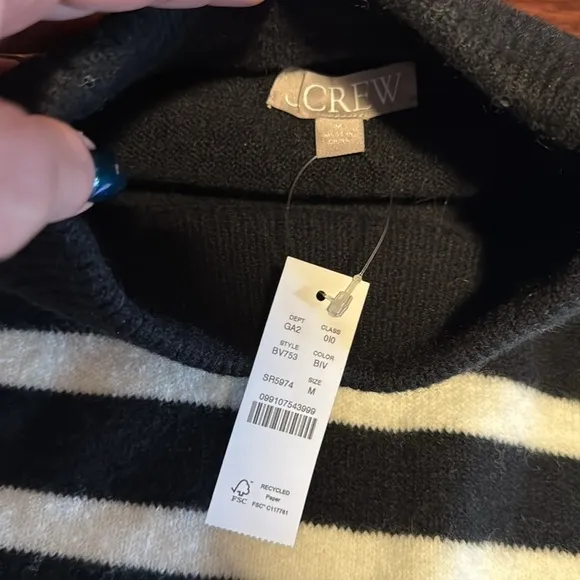 J.CREW
M
DEPT CLASS
GA2 010
STYLE COLOR
BV753 BIV
SIZE
SR5974 M
099107543999
FSC
RECYCLED
Paper
FSC® C117761